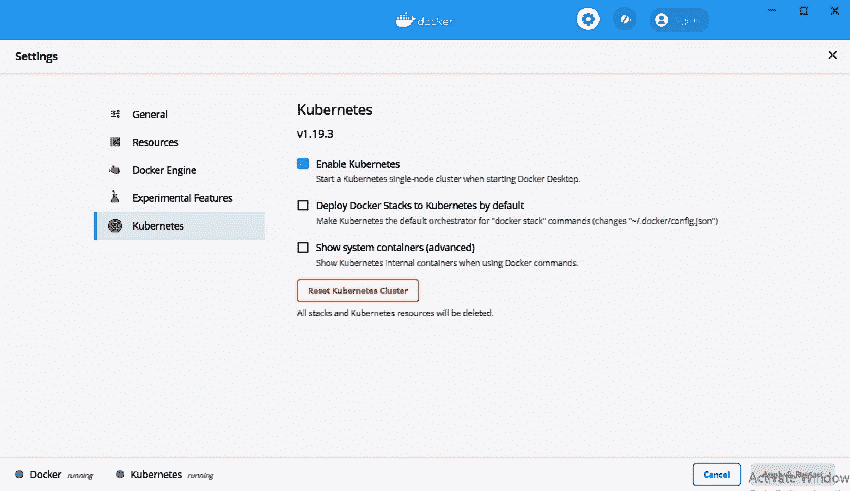 docker
Settings
General
Resources
Docker Engine
Experimental Features
Kubernetes
Kubernetes
v1.19.3
Enable Kubernetes
Start a Kubernetes single-node cluster when starting Docker Desktop.
Deploy Docker Stacks to Kubernetes by default
Make Kubernetes the default orchestrator for "docker stack" commands (changes "~/.docker/config.json")
Show system containers (advanced)
Show Kubernetes internal containers when using Docker commands.
Reset Kubernetes Cluster
All stacks and Kubernetes resources will be deleted.
Docker running
Kubernetes running
Cancel
Activate Window